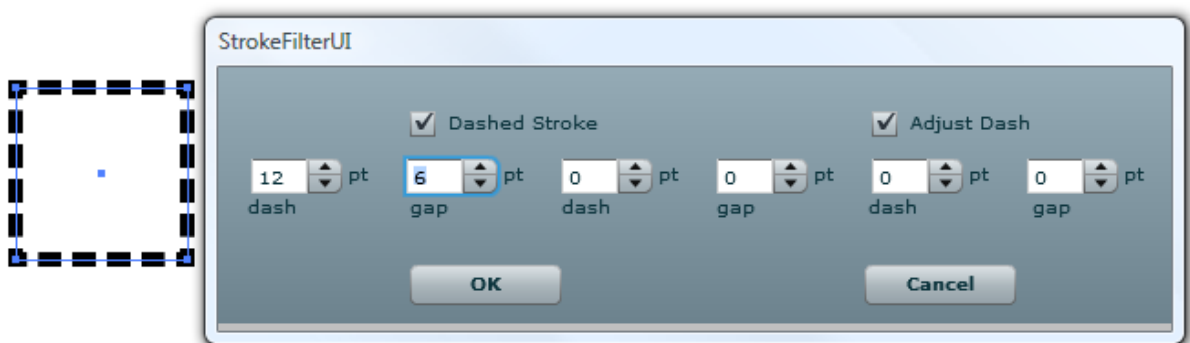 StrokeFilterUI
Dashed Stroke Adjust Dash
12 pt 6 pt 0 pt 0 pt 0 pt 0 pt
dash gap dash gap dash gap
OK Cancel